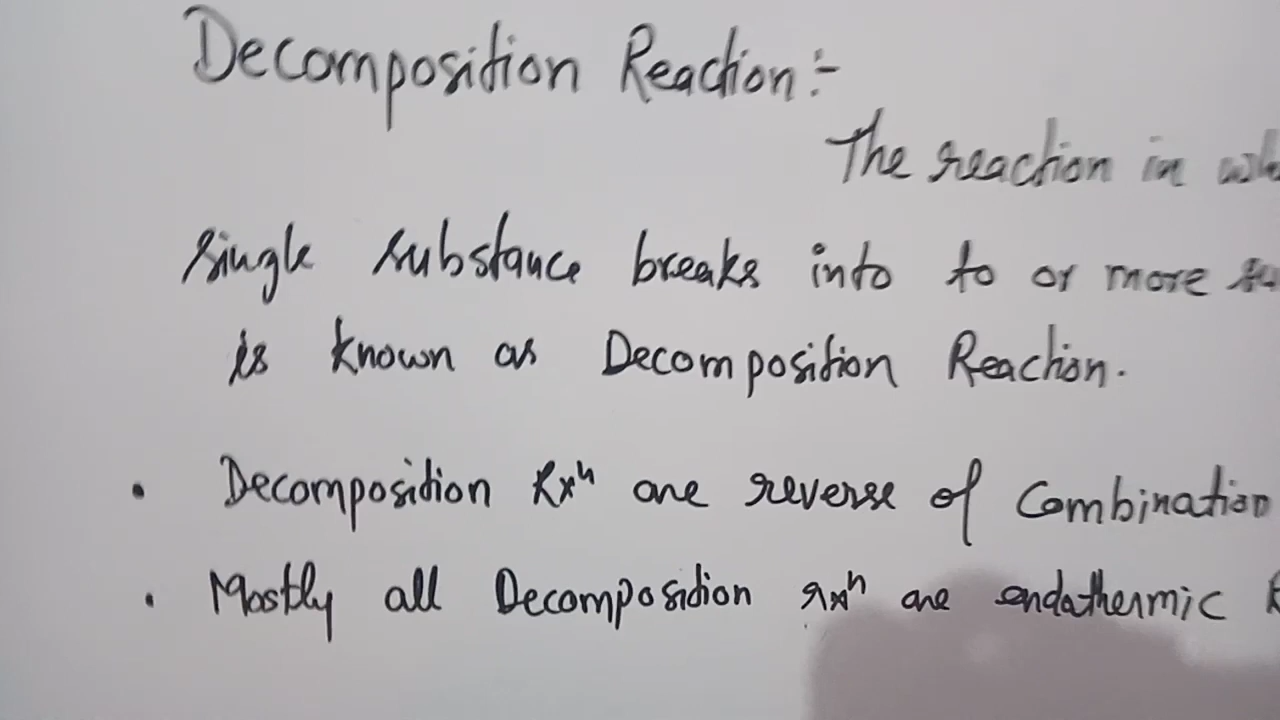 Decomposition Reaction :-
The reaction in
single substance breaks into to or more
is known as Decomposition Reaction.
• Decomposition Rxⁿ are reverse of Combination
• Mostly all Decomposition rxⁿ are endathermic